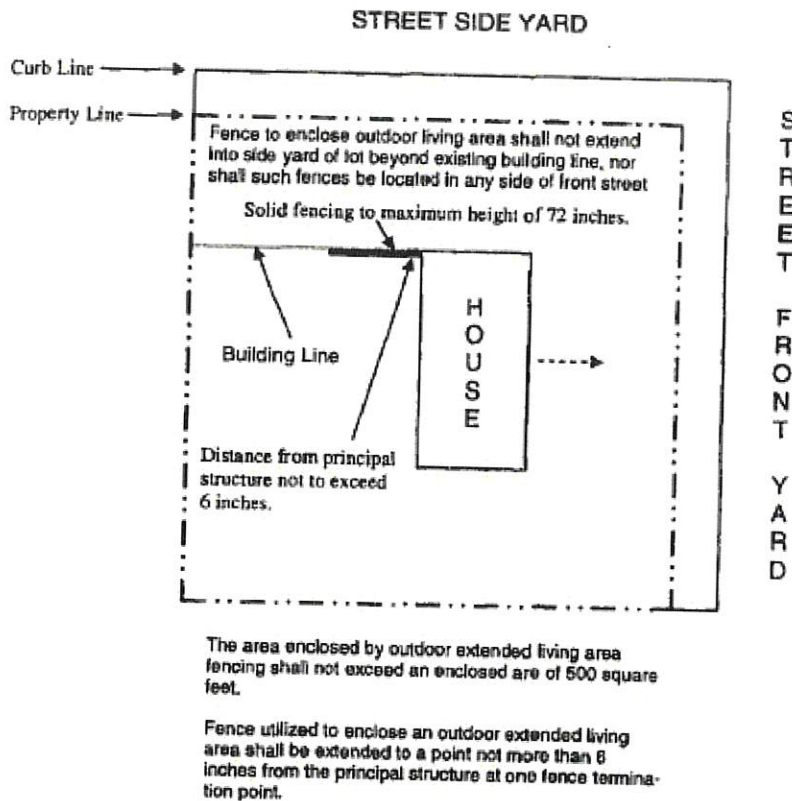 STREET SIDE YARD
Curb Line
Property Line
Fence to enclose outdoor living area shall not extend
into side yard of lot beyond existing building line, nor
shall such fences be located in any side of front street
Solid fencing to maximum height of 72 inches.
Building Line
HOUSE
Distance from principal
structure not to exceed
6 inches.
STREET FRONT YARD
The area enclosed by outdoor extended living area
fencing shall not exceed an enclosed are of 500 square
feet.
Fence utilized to enclose an outdoor extended living
area shall be extended to a point not more than 6
inches from the principal structure at one fence termina-
tion point.